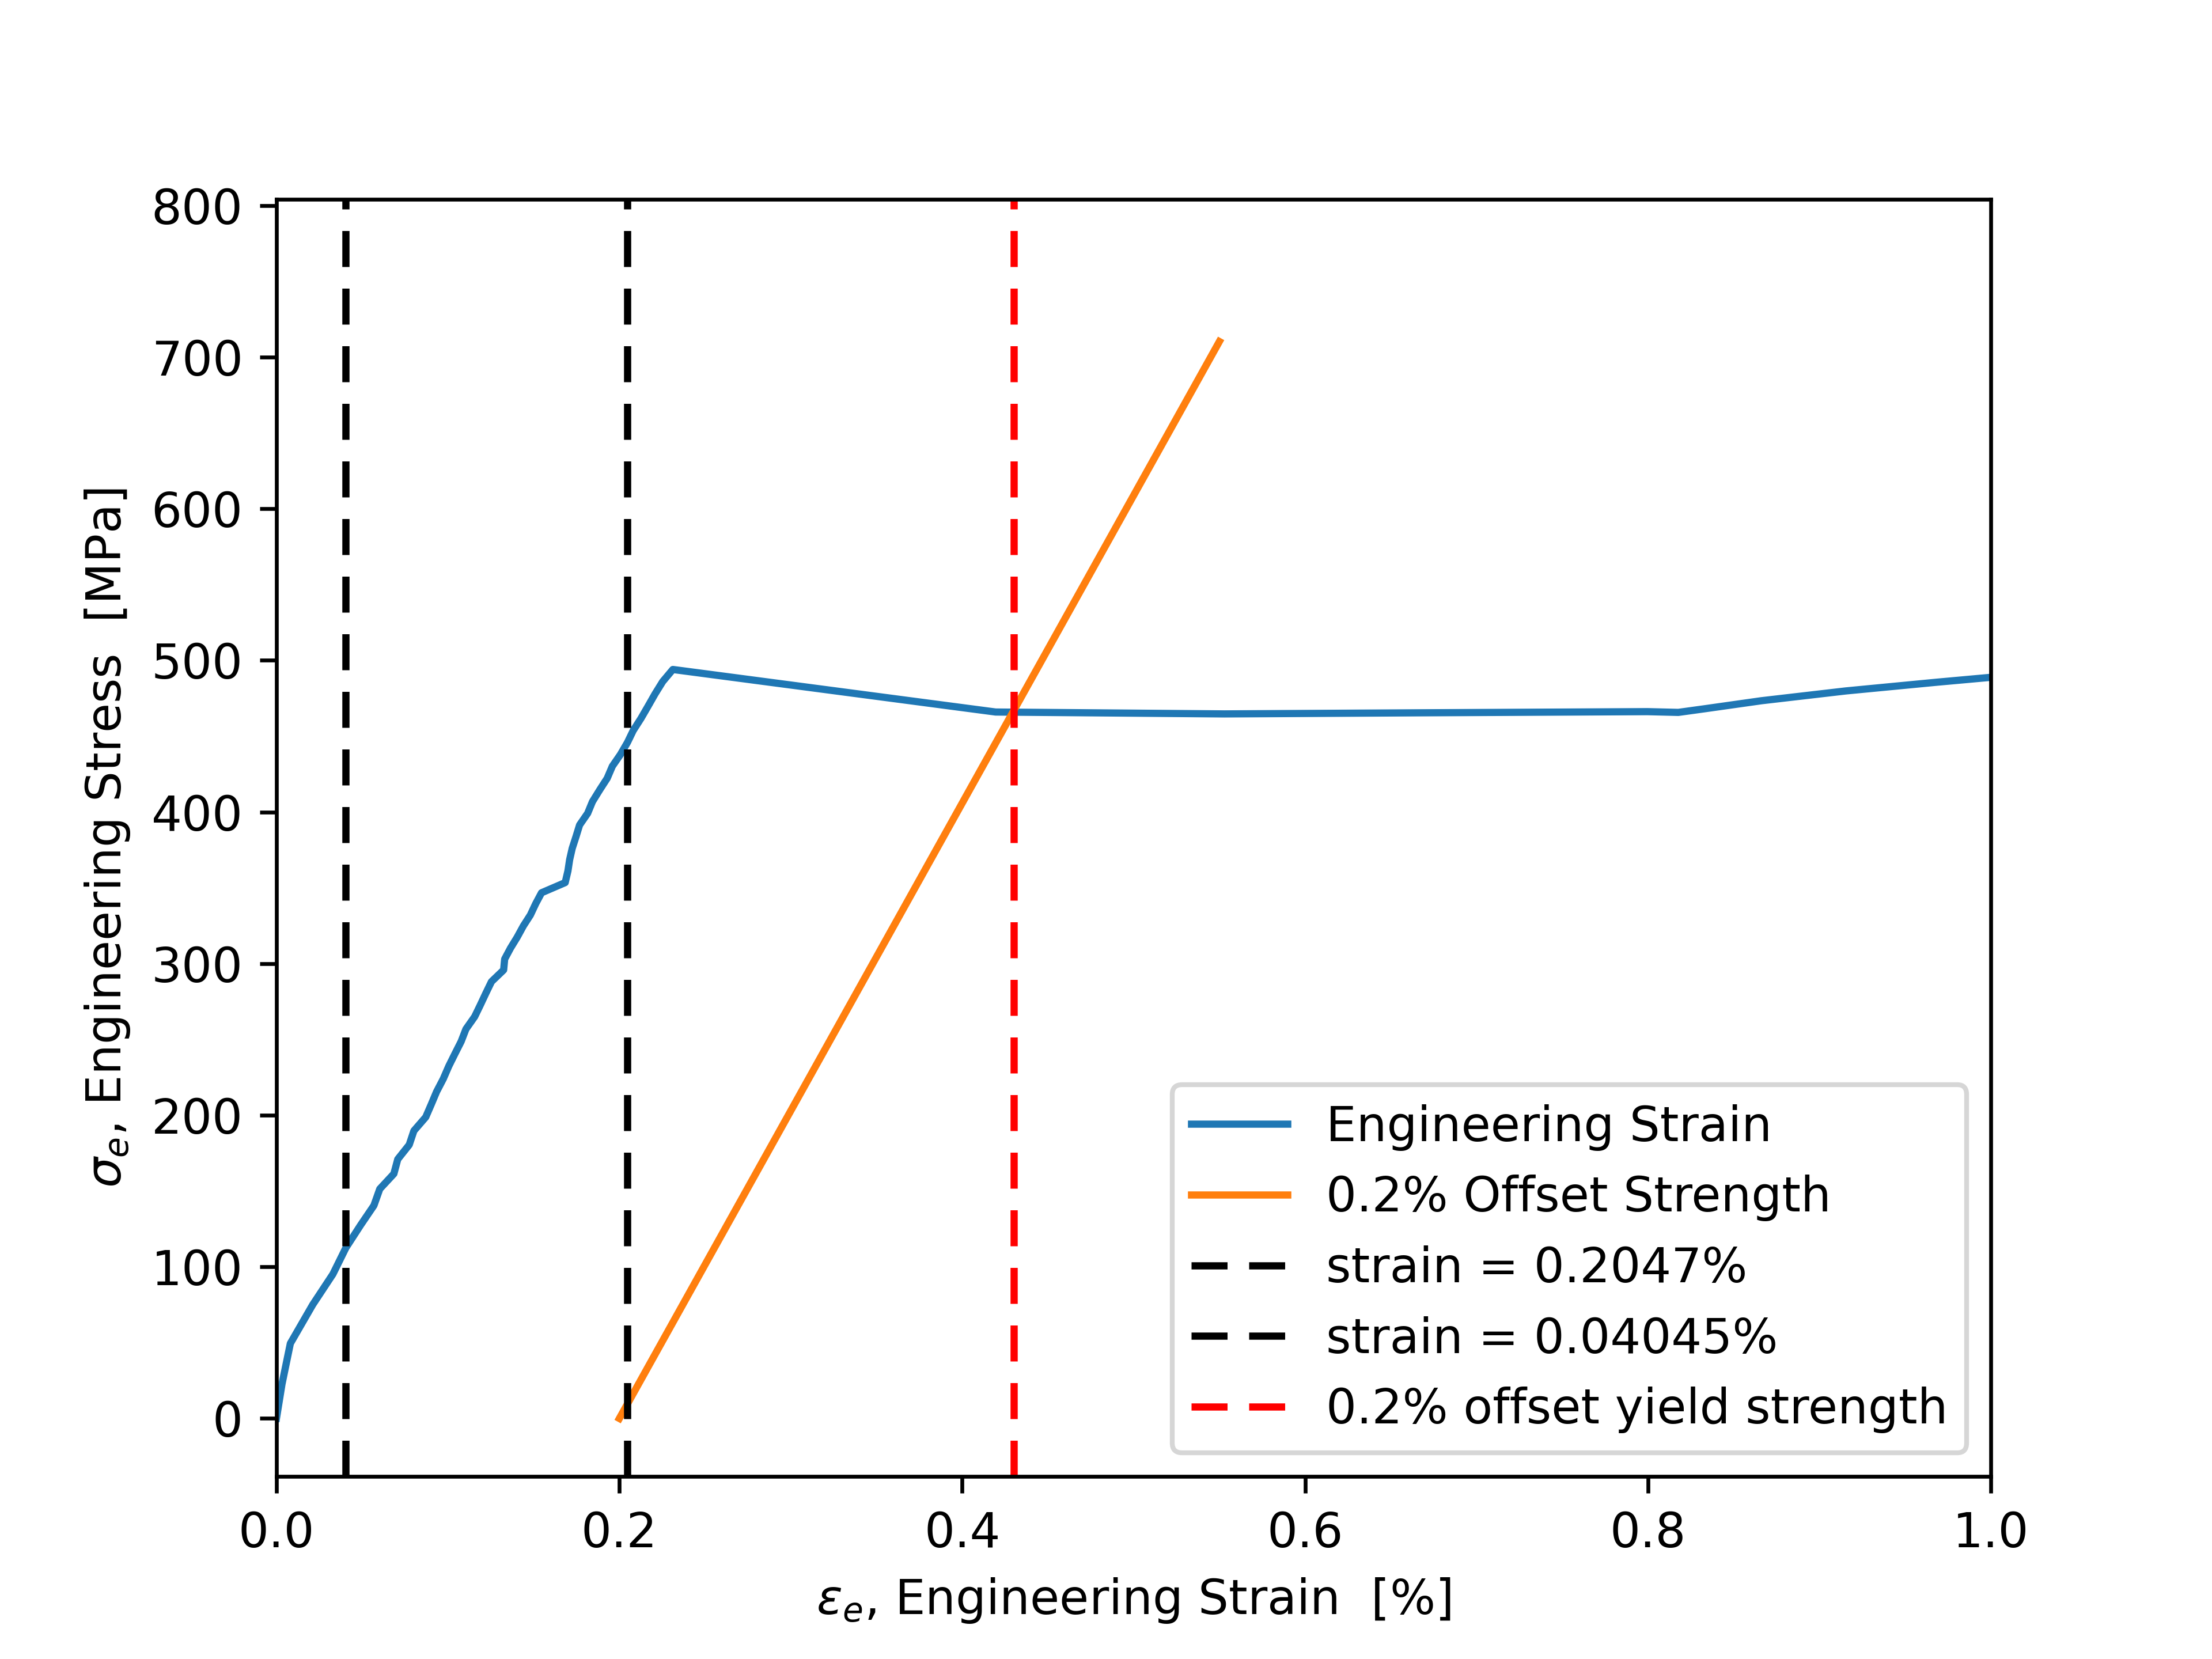 800
700
600
500
400
300
200
100
0
σₑ, Engineering Stress [MPa]
Engineering Strain
0.2% Offset Strength
strain = 0.2047%
strain = 0.04045%
0.2% offset yield strength
0.0 0.2 0.4 0.6 0.8 1.0
εₑ, Engineering Strain [%]